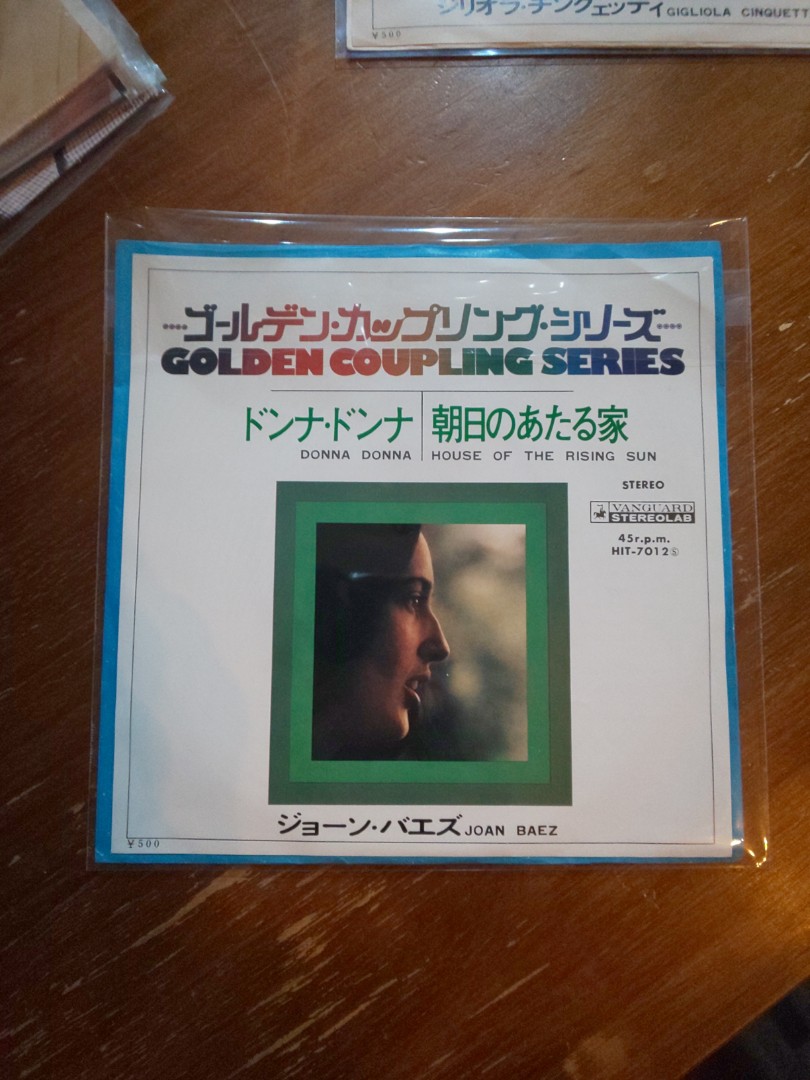 ジリオラ・チンクェッティ GIGLIOLA CINQUETT
¥500
ゴールデン・カップリング・シリーズ
GOLDEN COUPLING SERIES
ドンナ・ドンナ
DONNA DONNA
朝日のあたる家
HOUSE OF THE RISING SUN
STEREO
VANGUARD
STEREOLAB
45r.p.m.
HIT-7012Ⓢ
ジョーン・バエズ JOAN BAEZ
¥500